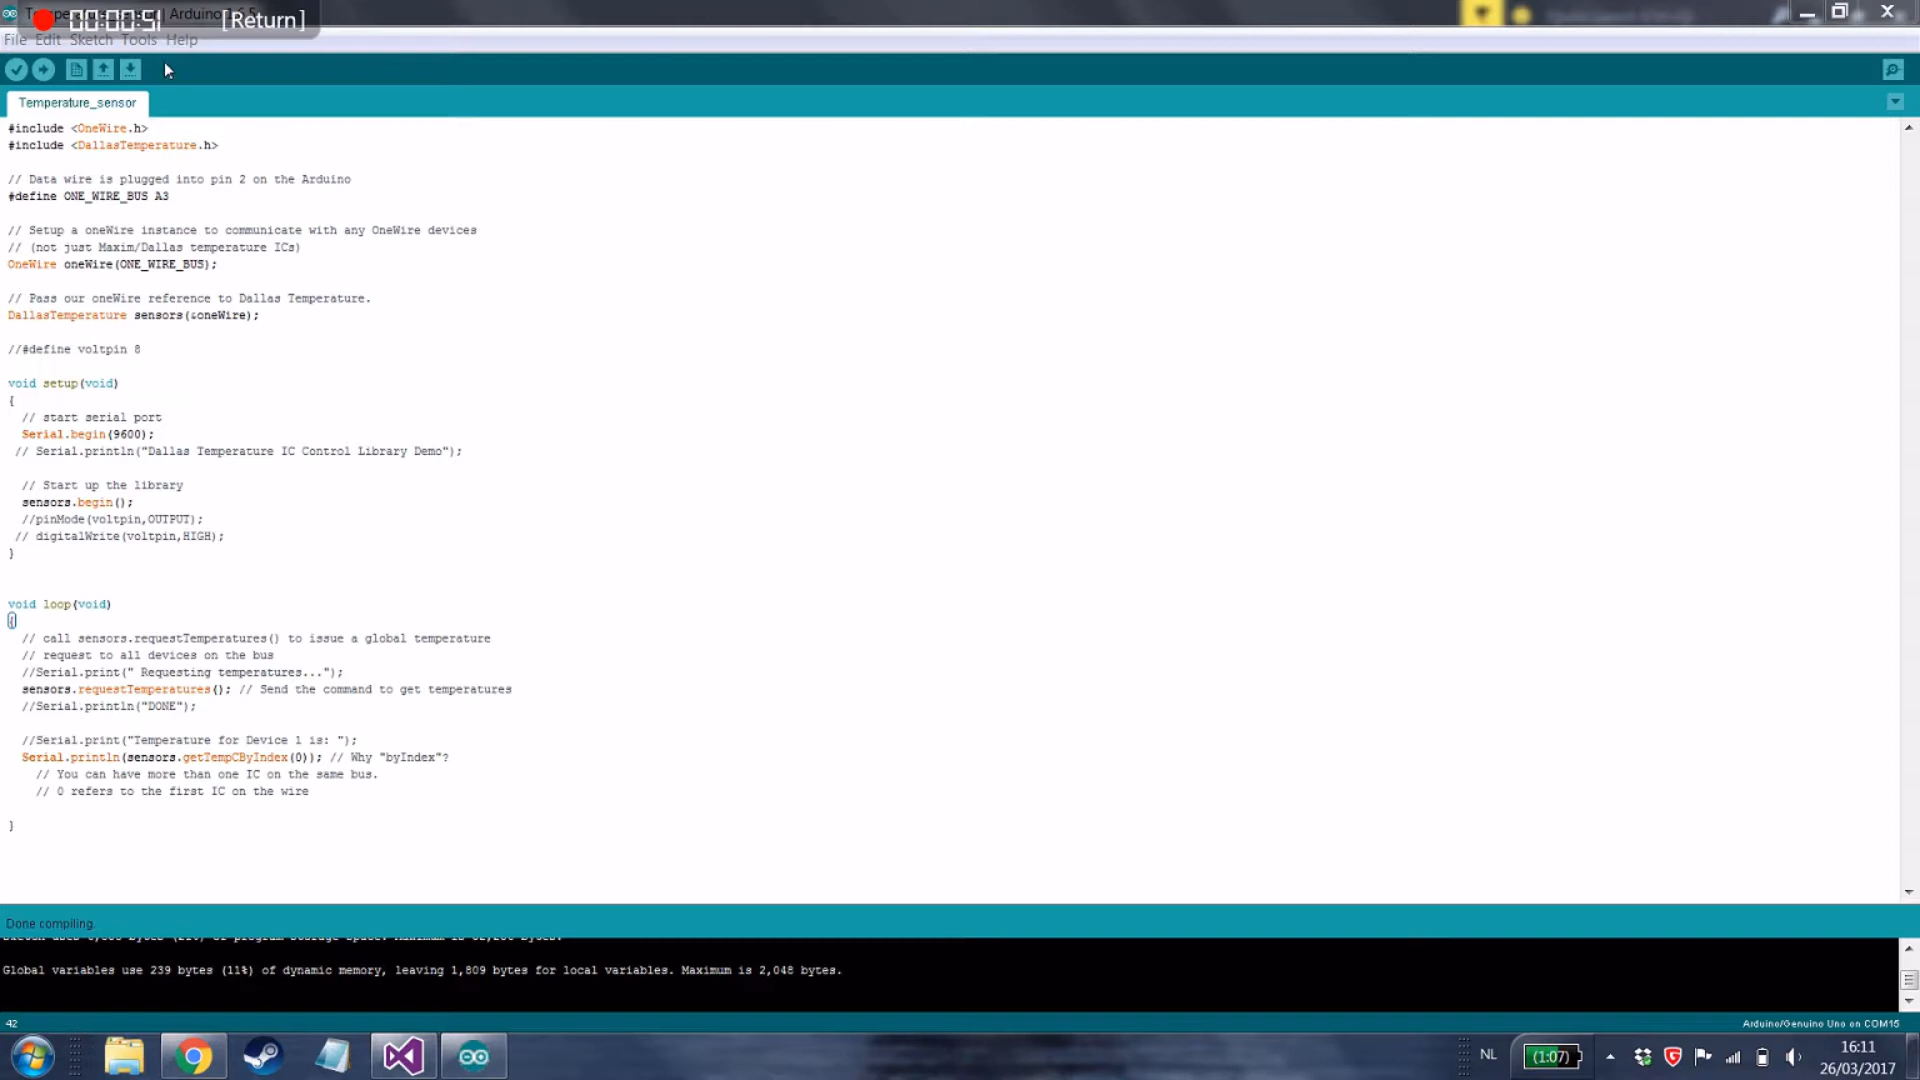 00:00:51 [Return]
File Edit Sketch Tools Help
Temperature_sensor
#include <OneWire.h>
#include <DallasTemperature.h>
// Data wire is plugged into pin 2 on the Arduino
#define ONE_WIRE_BUS A3
// Setup a oneWire instance to communicate with any OneWire devices
// (not just Maxim/Dallas temperature ICs)
OneWire oneWire(ONE_WIRE_BUS);
// Pass our oneWire reference to Dallas Temperature.
DallasTemperature sensors(&oneWire);
//#define voltpin 8
void setup(void)
{
// start serial port
Serial.begin(9600);
// Serial.println("Dallas Temperature IC Control Library Demo");
// Start up the library
sensors.begin();
//pinMode(voltpin,OUTPUT);
// digitalWrite(voltpin,HIGH);
}
void loop(void)
{
// call sensors.requestTemperatures() to issue a global temperature
// request to all devices on the bus
//Serial.print(" Requesting temperatures...");
sensors.requestTemperatures(); // Send the command to get temperatures
//Serial.println("DONE");
//Serial.print("Temperature for Device 1 is: ");
Serial.println(sensors.getTempCByIndex(0)); // Why "byIndex"?
// You can have more than one IC on the same bus.
// 0 refers to the first IC on the wire
}
Done compiling.
Global variables use 239 bytes (11%) of dynamic memory, leaving 1,809 bytes for local variables. Maximum is 2,048 bytes.
42
Arduino/Genuino Uno on COM15
NL
(1:07)
16:11
26/03/2017